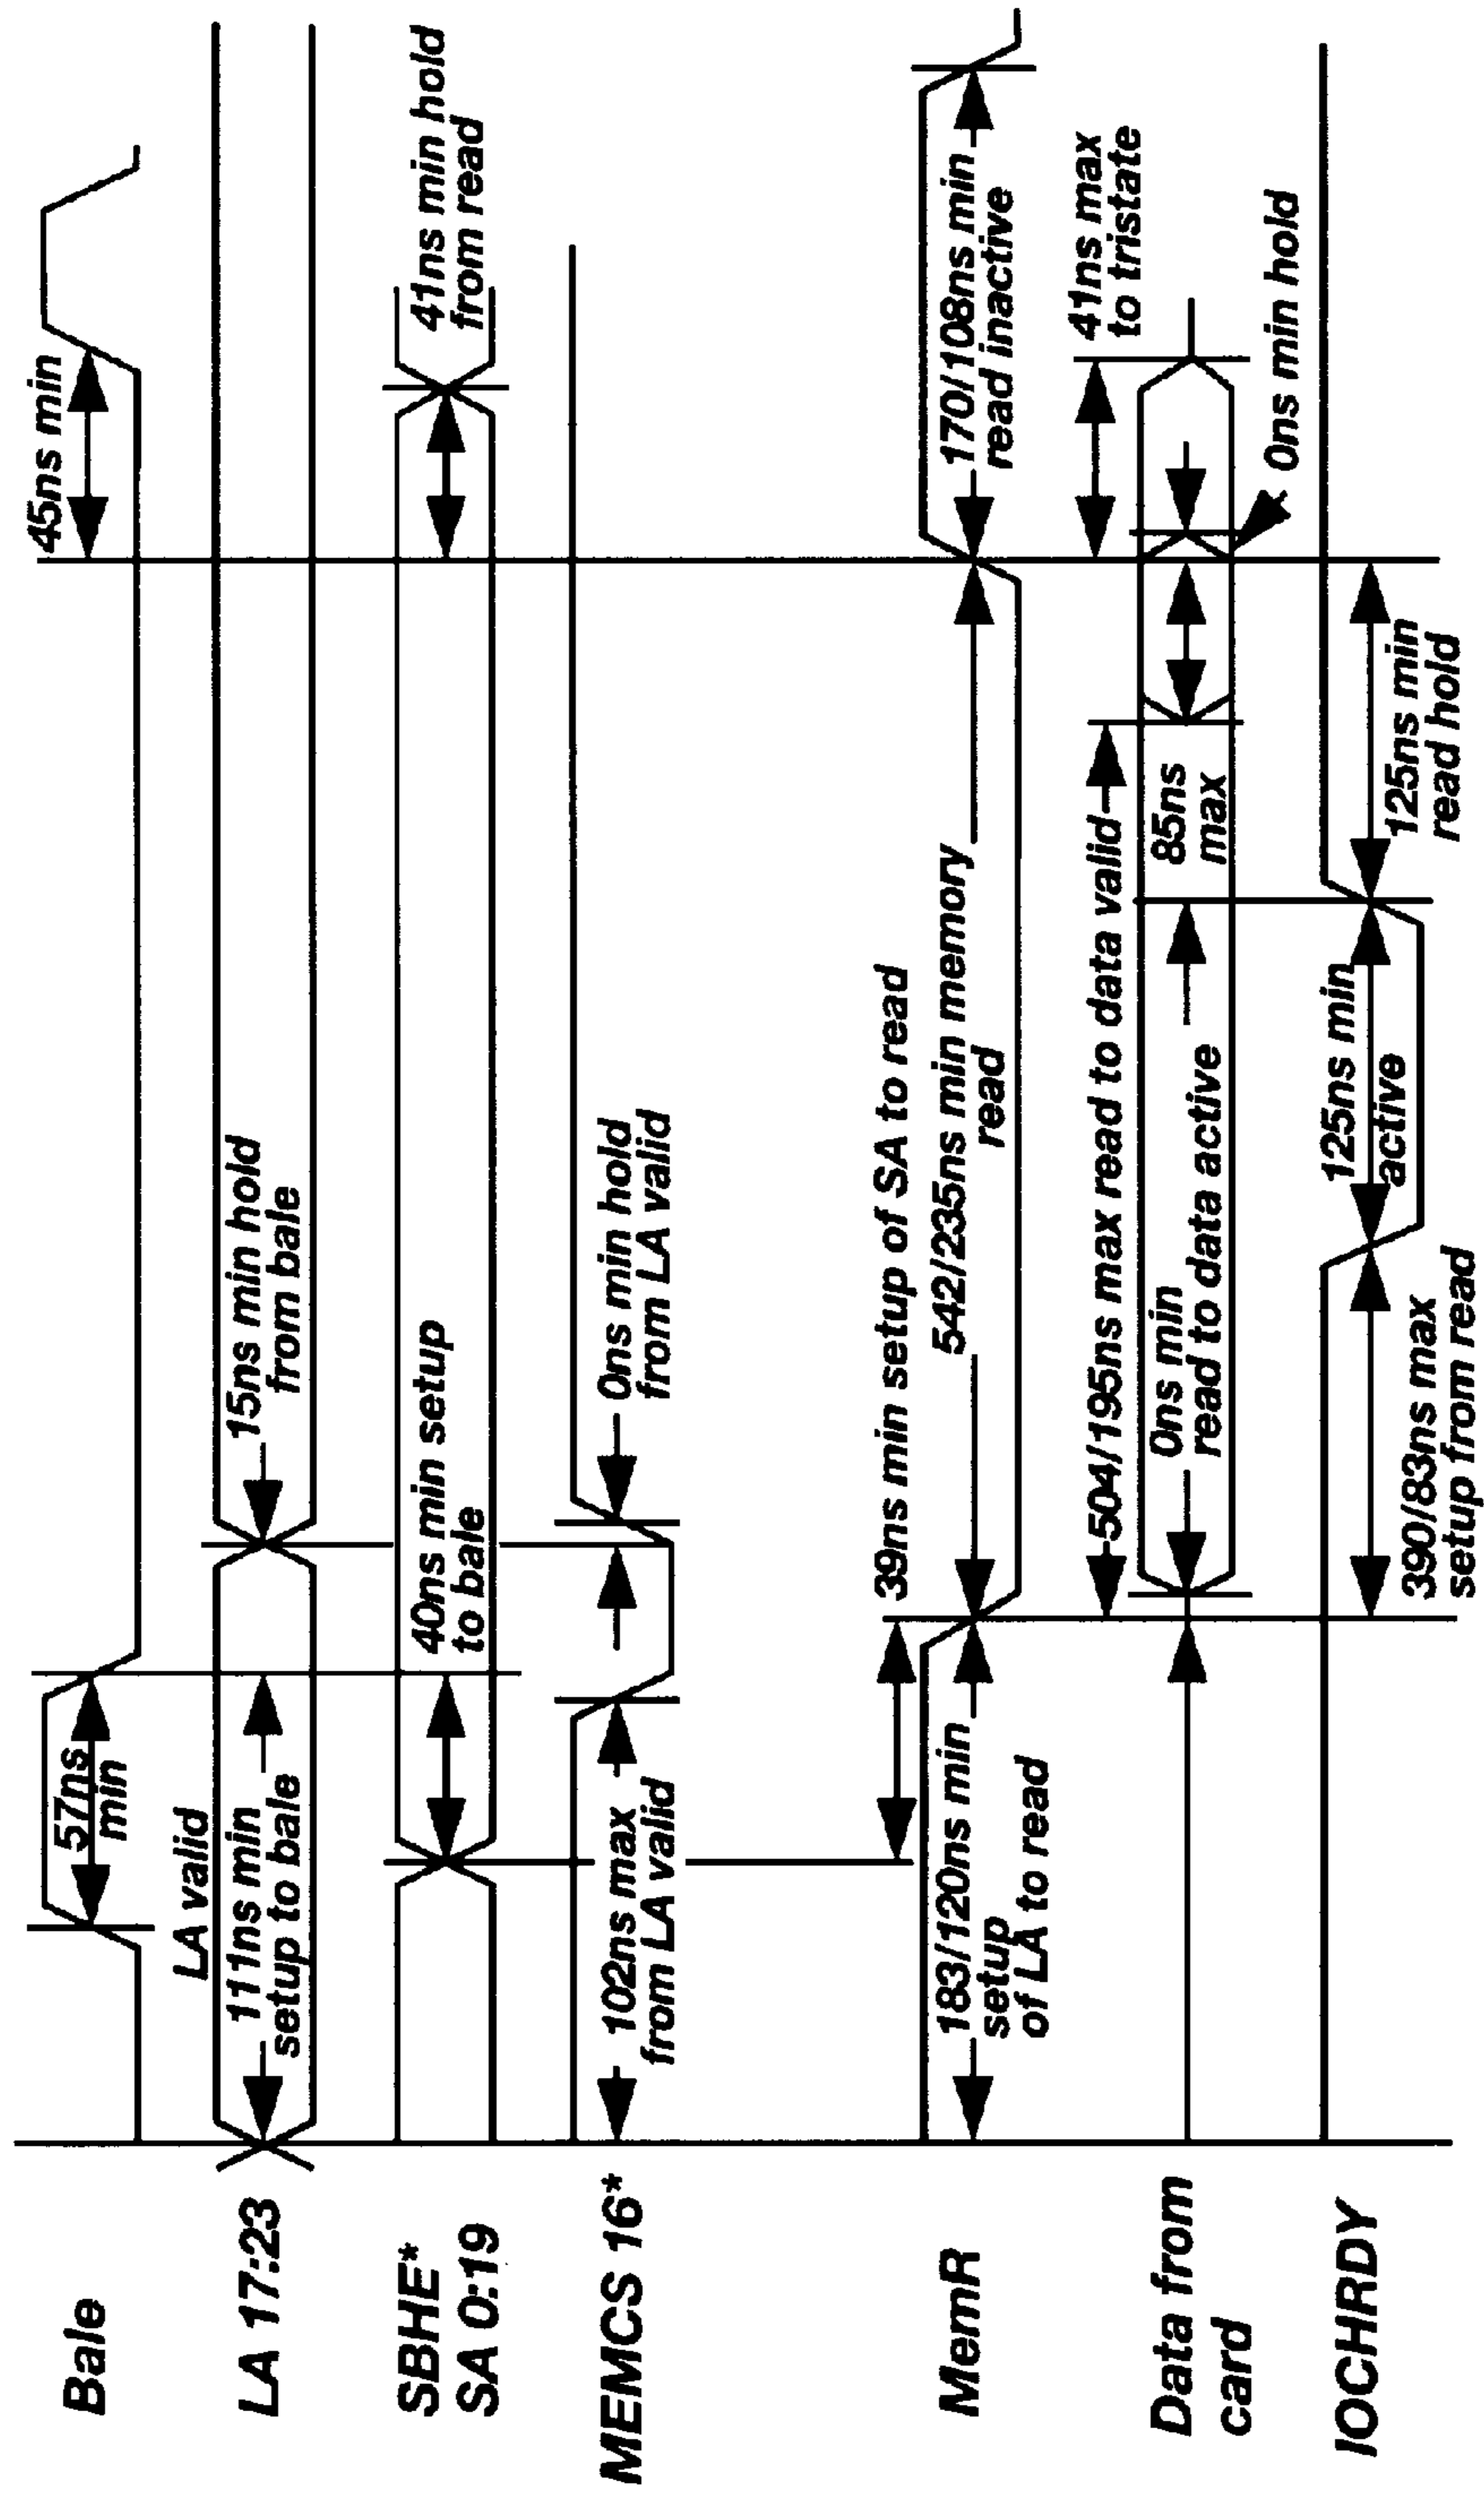 Bale
57ns
min
45ns min
LA 17:23
LA valid
111ns min
setup to bale
15ns min hold
from bale
SBHE*
SA 0:19
40ns min setup
to bale
41ns min hold
from read
MEMCS 16*
102ns max
from LA valid
0ns min hold
from LA valid
39ns min setup of SA to read
MemR
183/120ns min
setup
of LA to read
542/235ns min memory
read
170/108ns min
read inactive
Data from
card
504/195ns max read to data valid
0ns min
read to data active
85ns
max
41ns max
to tristate
0ns min hold
IOCHRDY
390/83ns max
setup from read
125ns min
active
125ns min
read hold